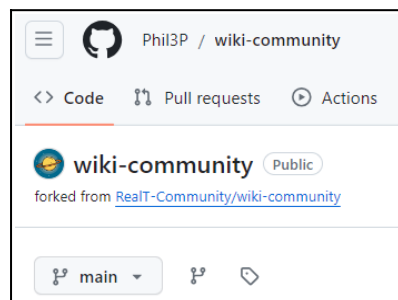 Phil3P / wiki-community
<> Code Pull requests Actions
wiki-community Public
forked from RealT-Community/wiki-community
main